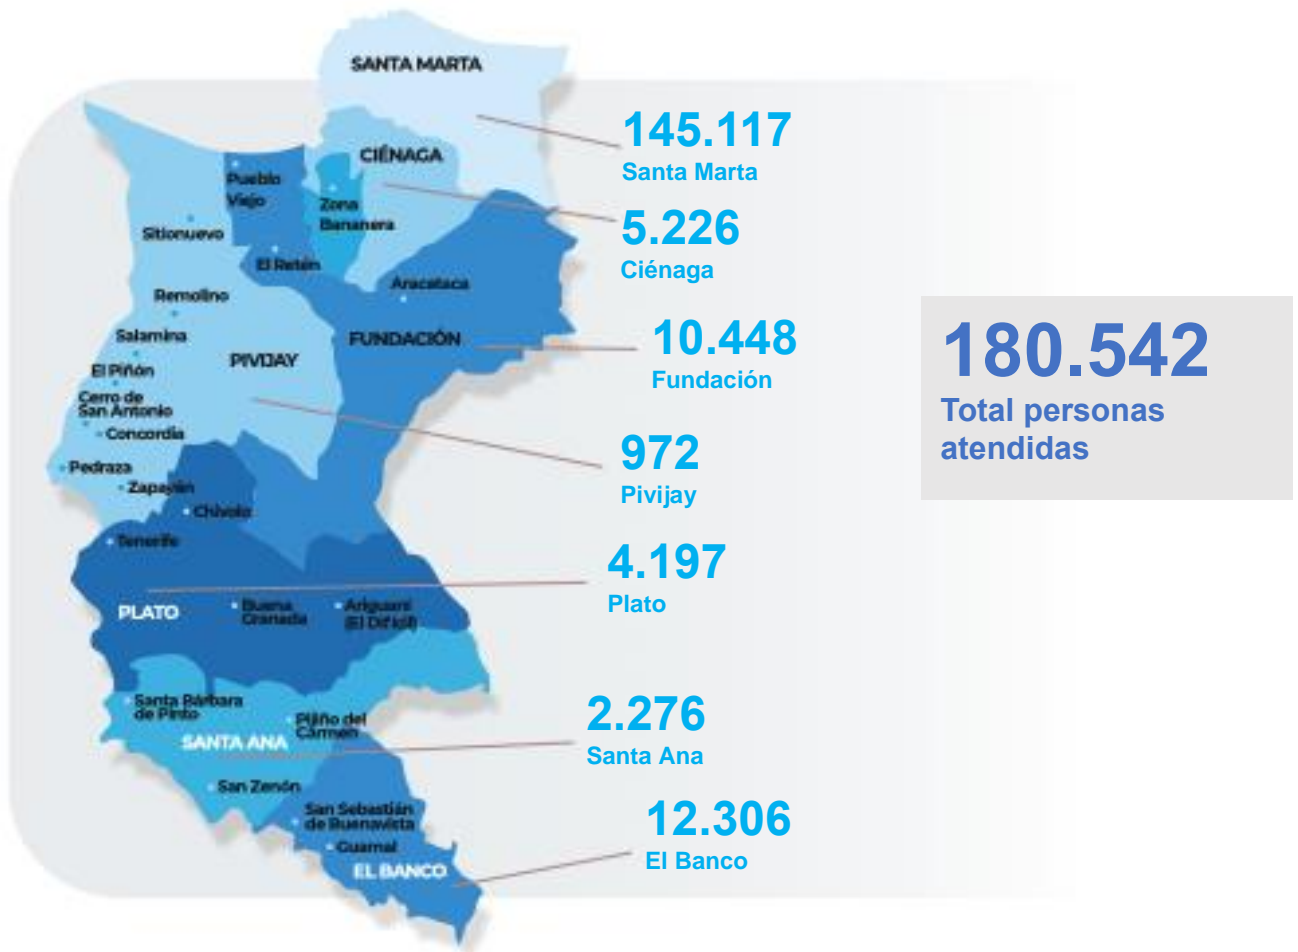 SANTA MARTA
145.117
Santa Marta
CIÉNAGA
Pueblo
Viejo
Zona
Bananera
5.226
Ciénaga
Sitionuevo
El Retén
Aracataca
Remolino
Salamina
FUNDACIÓN
10.448
Fundación
180.542
Total personas
atendidas
El Piñón
PIVIJAY
Cerro de
San Antonio
Concordia
972
Pivijay
Pedraza
Zapayán
Chivolo
Tenerife
4.197
Plato
PLATO
Buena
Granada
Ariguaní
(El Difícil)
Santa Bárbara
de Pinto
Pijiño del
Carmen
2.276
Santa Ana
SANTA ANA
San Zenón
San Sebastián
de Buenavista
12.306
El Banco
Guamal
EL BANCO